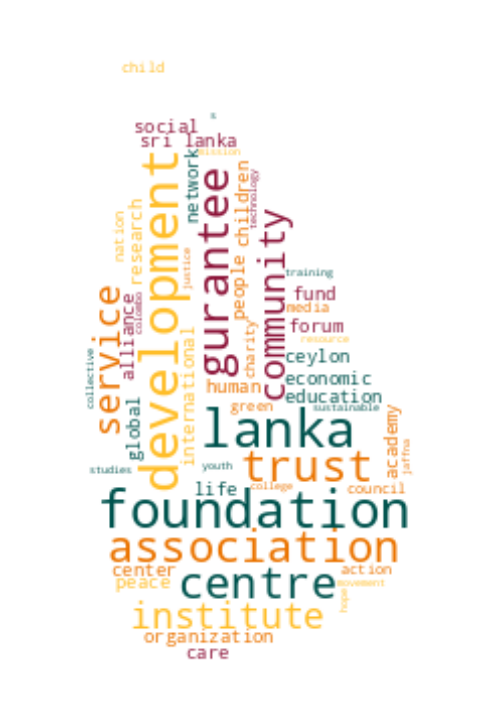 child
s
social
sri lanka
mission
network
development
gurantee
children
technology
community
nation
research
justice
people
training
fund
media
forum
resource
service
alliance
colombo
charity
ceylon
economic
education
sustainable
collective
global
international
human
green
lanka
academy
jaffna
trust
studies
youth
life
college
council
foundation
association
center
action
peace
centre
movement
hope
institute
organization
care